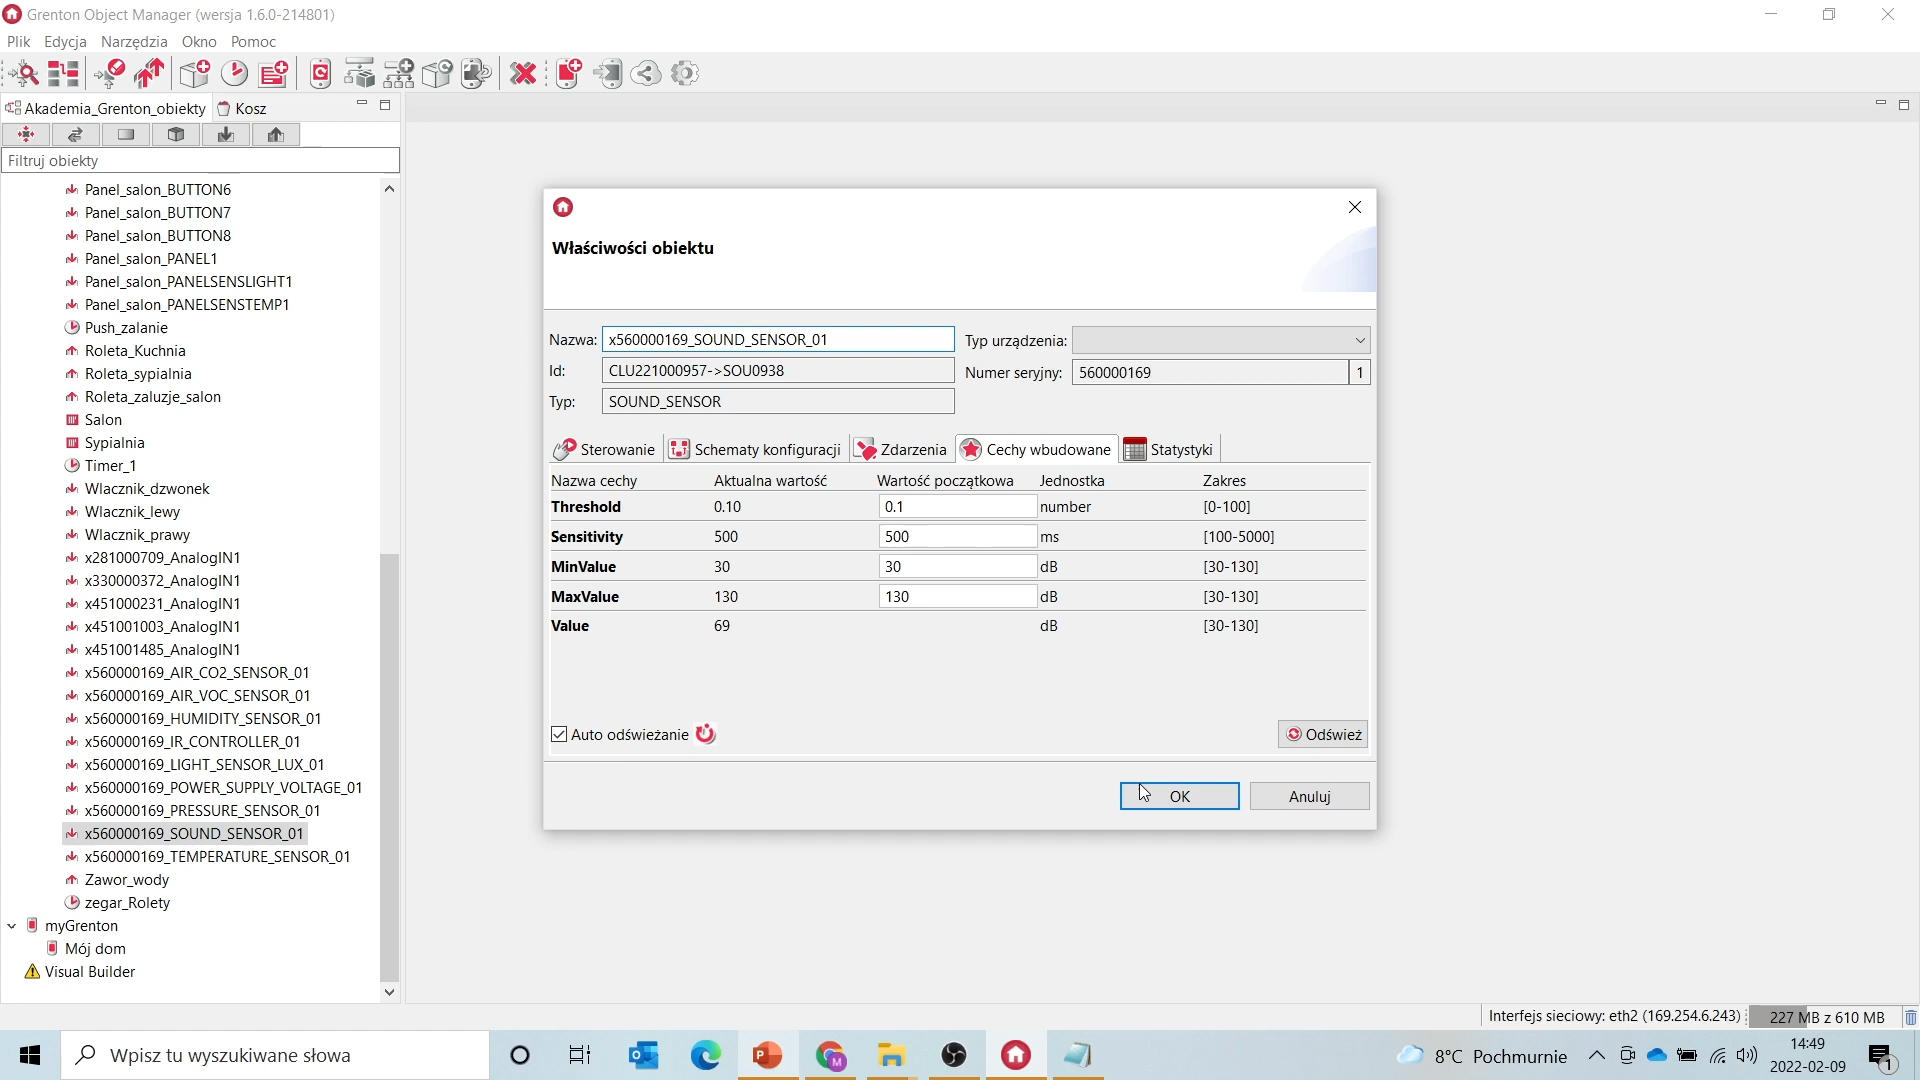 Grenton Object Manager (wersja 1.6.0-214801)
Plik Edycja Narzędzia Okno Pomoc
Akademia_Grenton_obiekty Kosz
Filtruj obiekty
Panel_salon_BUTTON6
Panel_salon_BUTTON7
Panel_salon_BUTTON8
Panel_salon_PANEL1
Panel_salon_PANELSENSLIGHT1
Panel_salon_PANELSENSTEMP1
Push_zalanie
Roleta_Kuchnia
Roleta_sypialnia
Roleta_zaluzje_salon
Salon
Sypialnia
Timer_1
Wlacznik_dzwonek
Wlacznik_lewy
Wlacznik_prawy
x281000709_AnalogIN1
x330000372_AnalogIN1
x451000231_AnalogIN1
x451001003_AnalogIN1
x451001485_AnalogIN1
x560000169_AIR_CO2_SENSOR_01
x560000169_AIR_VOC_SENSOR_01
x560000169_HUMIDITY_SENSOR_01
x560000169_IR_CONTROLLER_01
x560000169_LIGHT_SENSOR_LUX_01
x560000169_POWER_SUPPLY_VOLTAGE_01
x560000169_PRESSURE_SENSOR_01
x560000169_SOUND_SENSOR_01
x560000169_TEMPERATURE_SENSOR_01
Zawor_wody
zegar_Rolety
myGrenton
Mój dom
Visual Builder
Właściwości obiektu
Nazwa: x560000169_SOUND_SENSOR_01 Typ urządzenia:
Id: CLU221000957->SOU0938 Numer seryjny: 560000169 1
Typ: SOUND_SENSOR
Sterowanie Schematy konfiguracji Zdarzenia Cechy wbudowane Statystyki
Nazwa cechy Aktualna wartość Wartość początkowa Jednostka Zakres
Threshold 0.10 0.1 number [0-100]
Sensitivity 500 500 ms [100-5000]
MinValue 30 30 dB [30-130]
MaxValue 130 130 dB [30-130]
Value 69 dB [30-130]
Auto odświeżanie Odśwież
OK Anuluj
Interfejs sieciowy: eth2 (169.254.6.243) 227 MB z 610 MB
Wpisz tu wyszukiwane słowa
8°C Pochmurnie
14:49
2022-02-09
1